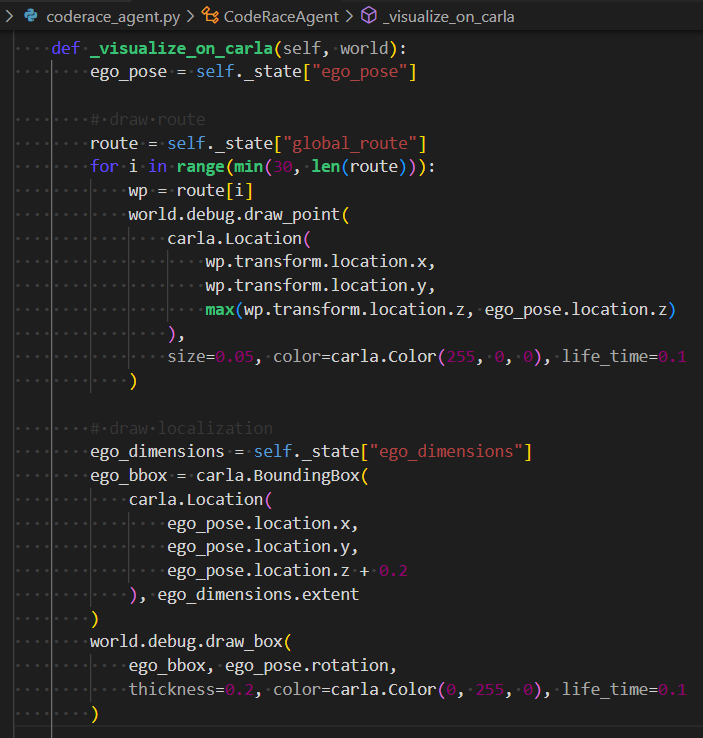 coderace_agent.py > CodeRaceAgent > _visualize_on_carla
def _visualize_on_carla(self, world):
    ego_pose = self._state["ego_pose"]

    # draw route
    route = self._state["global_route"]
    for i in range(min(30, len(route))):
        wp = route[i]
        world.debug.draw_point(
            carla.Location(
                wp.transform.location.x,
                wp.transform.location.y,
                max(wp.transform.location.z, ego_pose.location.z)
            ),
            size=0.05, color=carla.Color(255, 0, 0), life_time=0.1
        )

    # draw localization
    ego_dimensions = self._state["ego_dimensions"]
    ego_bbox = carla.BoundingBox(
        carla.Location(
            ego_pose.location.x,
            ego_pose.location.y,
            ego_pose.location.z + 0.2
        ), ego_dimensions.extent
    )
    world.debug.draw_box(
        ego_bbox, ego_pose.rotation,
        thickness=0.2, color=carla.Color(0, 255, 0), life_time=0.1
    )